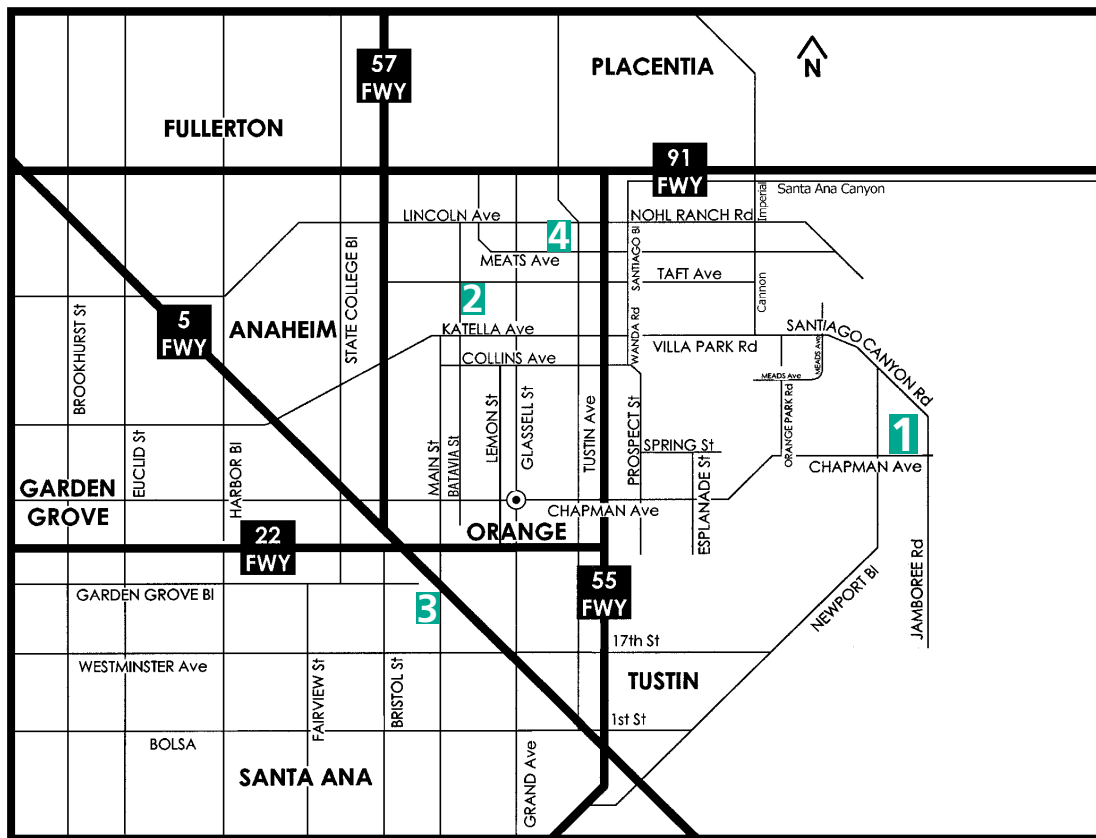 57
FWY
PLACENTIA
N
FULLERTON
91
FWY
Santa Ana Canyon
Imperial
LINCOLN Ave
NOHL RANCH Rd
4
SANTIAGO Bl
MEATS Ave
TAFT Ave
STATE COLLEGE Bl
2
Cannon
5
FWY
ANAHEIM
KATELLA Ave
WANDA Rd
VILLA PARK Rd
SANTIAGO CANYON Rd
BROOKHURST St
COLLINS Ave
MEADS Ave
MEADS Ave
EUCLID St
HARBOR Bl
MAIN St
BATAVIA St
LEMON St
GLASSELL St
TUSTIN Ave
PROSPECT St
SPRING St
ORANGE PARK Rd
1
CHAPMAN Ave
GARDEN
GROVE
ESPLANADE St
CHAPMAN Ave
ORANGE
22
FWY
55
FWY
GARDEN GROVE Bl
3
NEWPORT Bl
JAMBOREE Rd
17th St
WESTMINSTER Ave
FAIRVIEW St
BRISTOL St
TUSTIN
1st St
BOLSA
GRAND Ave
SANTA ANA